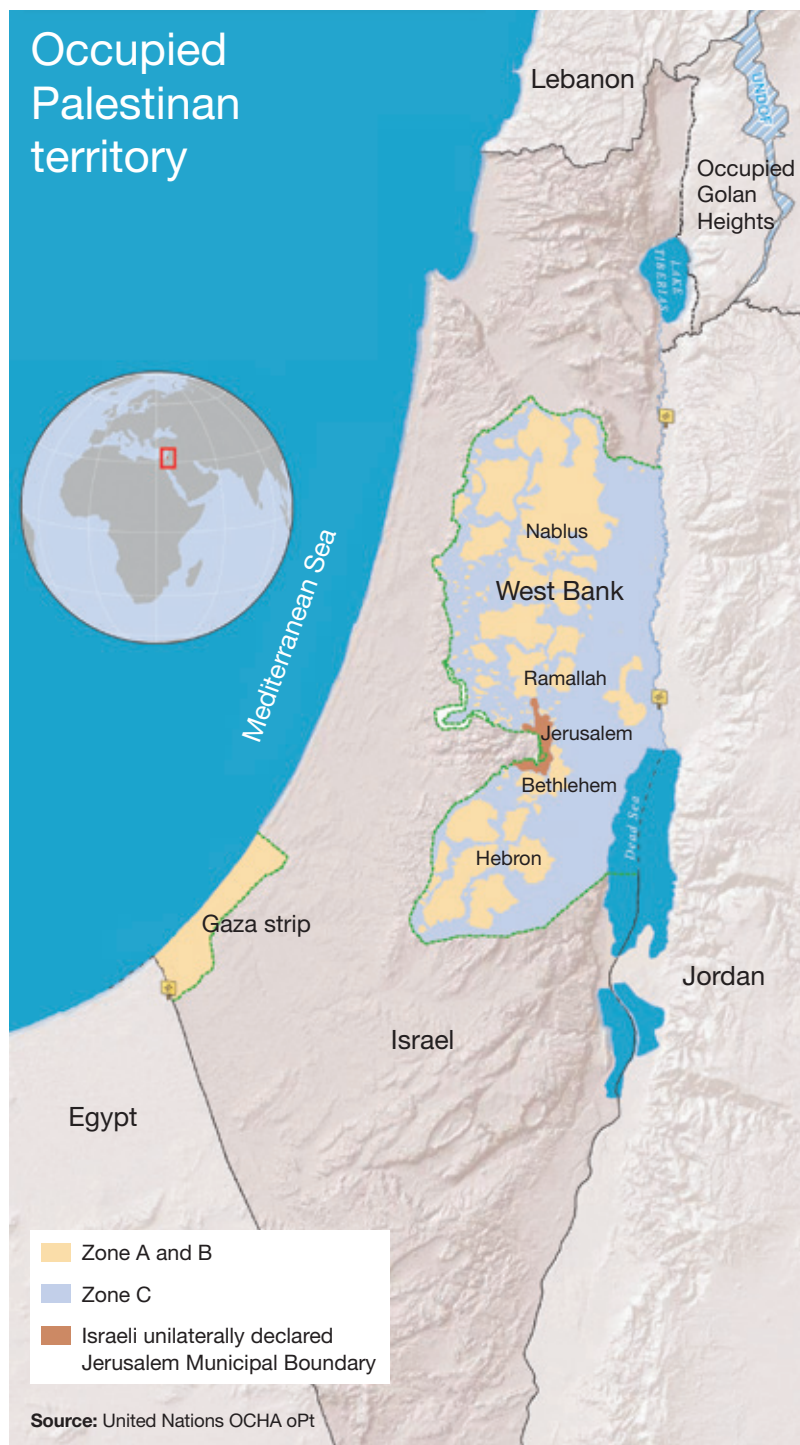 Occupied
Palestinan
territory
Lebanon
UNDOF
Occupied
Golan
Heights
LAKE
TIBERIAS
Mediterranean Sea
Nablus
West Bank
Ramallah
Jerusalem
Bethlehem
Dead Sea
Hebron
Gaza strip
Jordan
Israel
Egypt
Zone A and B
Zone C
Israeli unilaterally declared
Jerusalem Municipal Boundary
Source: United Nations OCHA oPt